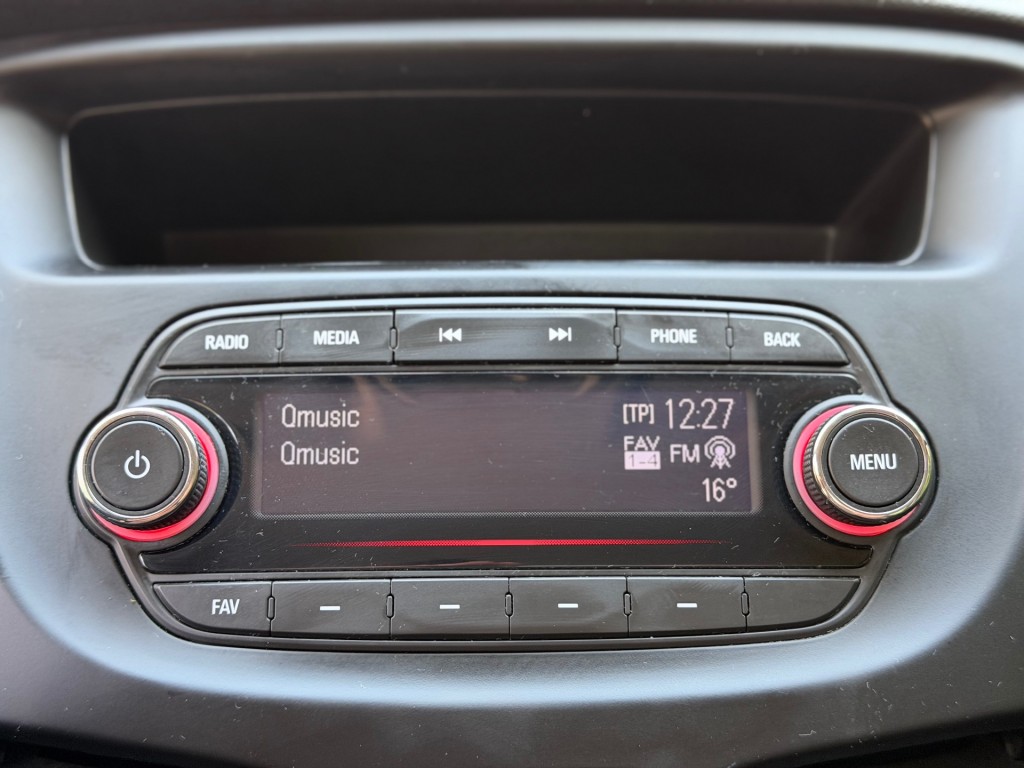 RADIO MEDIA PHONE BACK
Qmusic [TP] 12:27
Qmusic FAV 1-4 FM
16°
MENU
FAV